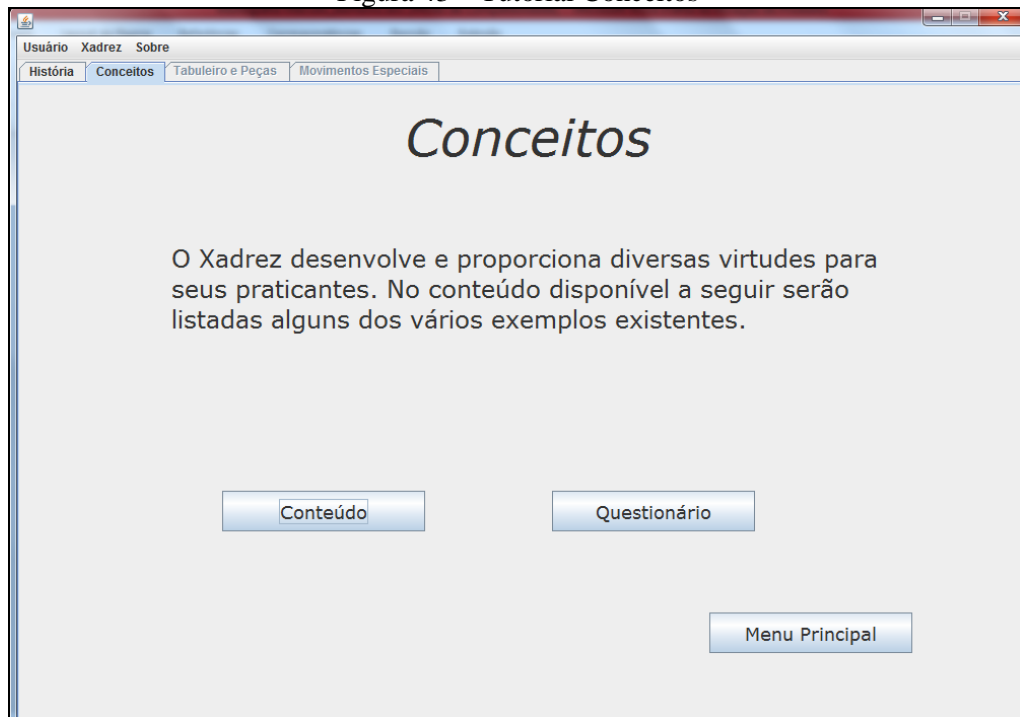 Usuário Xadrez Sobre
História Conceitos Tabuleiro e Peças Movimentos Especiais
Conceitos
O Xadrez desenvolve e proporciona diversas virtudes para
seus praticantes. No conteúdo disponível a seguir serão
listadas alguns dos vários exemplos existentes.
Conteúdo Questionário
Menu Principal